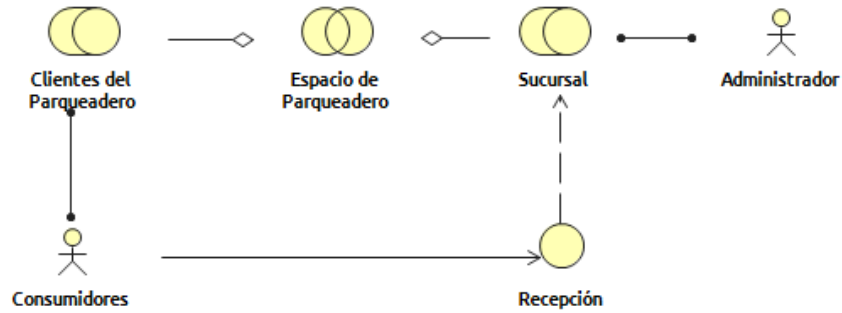 Clientes del
Parqueadero
Espacio de
Parqueadero
Sucursal
Administrador
Consumidores
Recepción